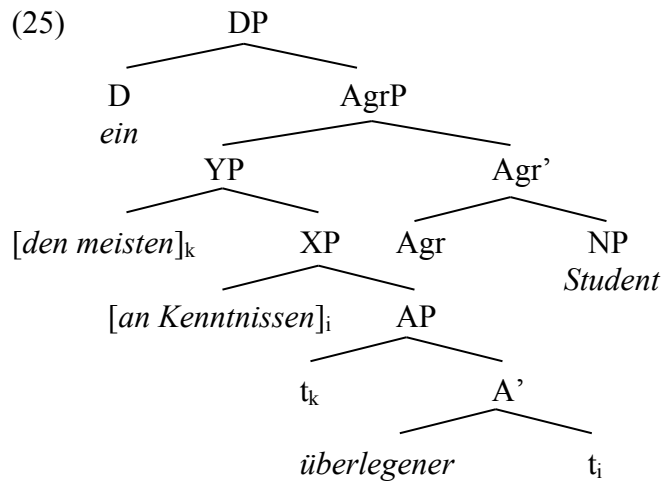 (25) DP
D AgrP
ein
YP Agr’
[den meisten]k XP Agr NP
Student
[an Kenntnissen]i AP
tk A’
überlegener ti